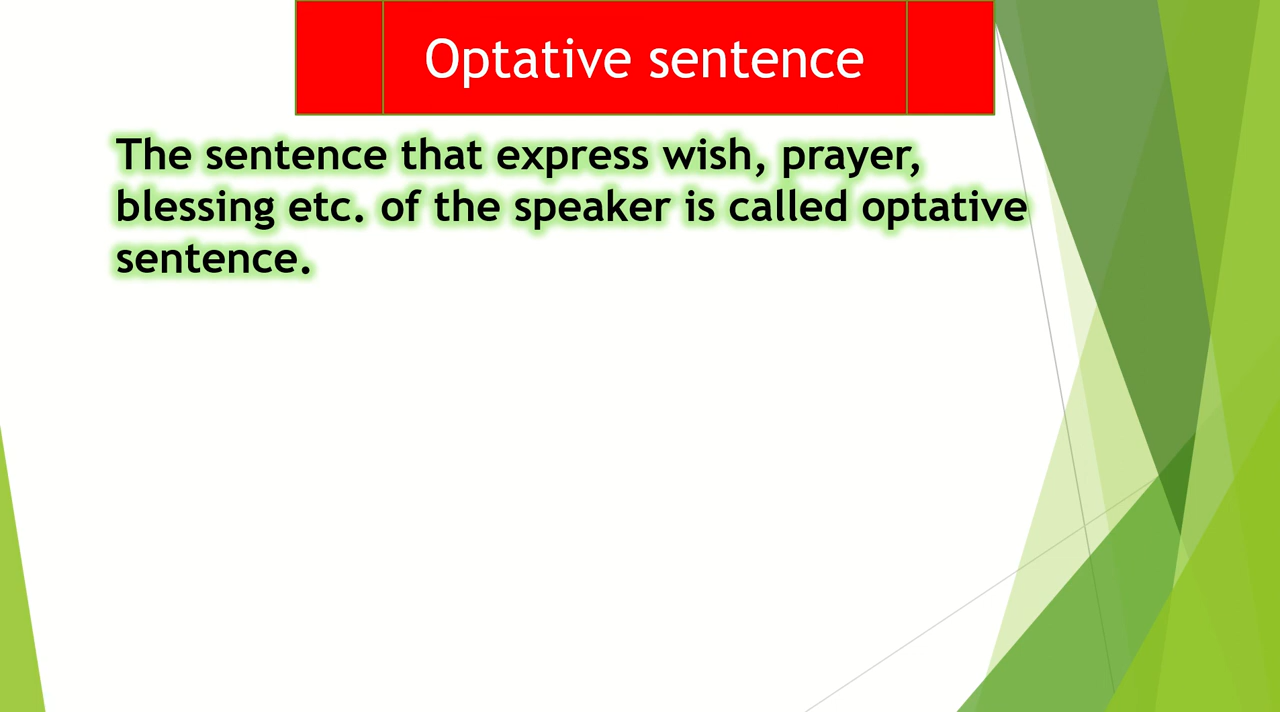 Optative sentence
The sentence that express wish, prayer,
blessing etc. of the speaker is called optative
sentence.